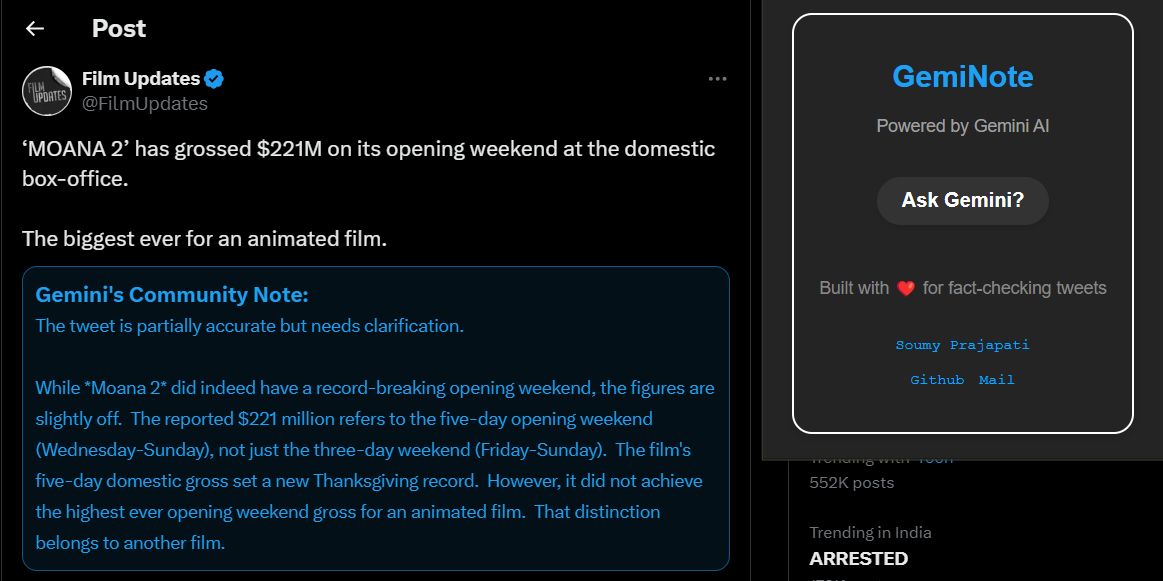 Post
Film Updates
@FilmUpdates
‘MOANA 2’ has grossed $221M on its opening weekend at the domestic
box-office.
The biggest ever for an animated film.
Gemini's Community Note:
The tweet is partially accurate but needs clarification.
While *Moana 2* did indeed have a record-breaking opening weekend, the figures are
slightly off.  The reported $221 million refers to the five-day opening weekend
(Wednesday-Sunday), not just the three-day weekend (Friday-Sunday).  The film's
five-day domestic gross set a new Thanksgiving record.  However, it did not achieve
the highest ever opening weekend gross for an animated film.  That distinction
belongs to another film.
FILM
UPDATES
GemiNote
Powered by Gemini AI
Ask Gemini?
Built with ❤️ for fact-checking tweets
Soumy Prajapati
Github Mail
Trending with
552K posts
Trending in India
ARRESTED